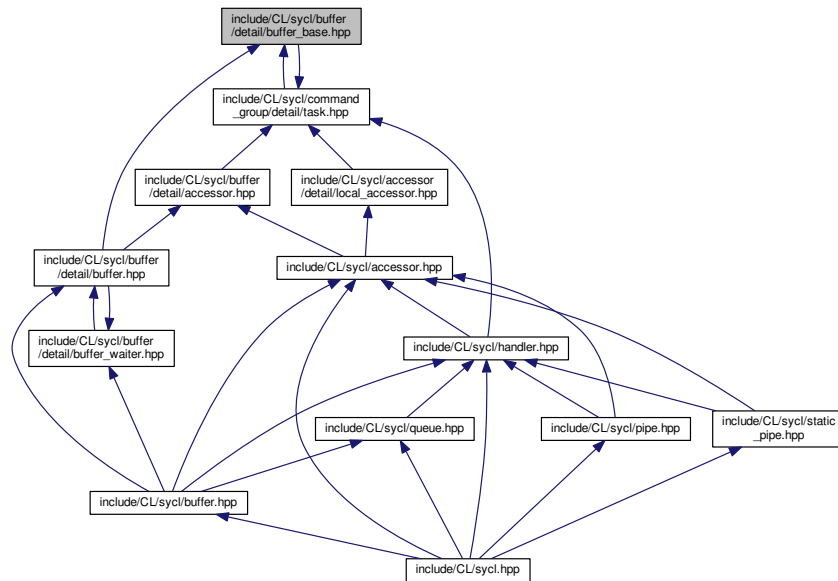 include/CL/sycl/buffer
/detail/buffer_base.hpp
include/CL/sycl/command
_group/detail/task.hpp
include/CL/sycl/buffer
/detail/accessor.hpp
include/CL/sycl/accessor
/detail/local_accessor.hpp
include/CL/sycl/buffer
/detail/buffer.hpp
include/CL/sycl/accessor.hpp
include/CL/sycl/buffer
/detail/buffer_waiter.hpp
include/CL/sycl/handler.hpp
include/CL/sycl/queue.hpp
include/CL/sycl/pipe.hpp
include/CL/sycl/static
_pipe.hpp
include/CL/sycl/buffer.hpp
include/CL/sycl.hpp